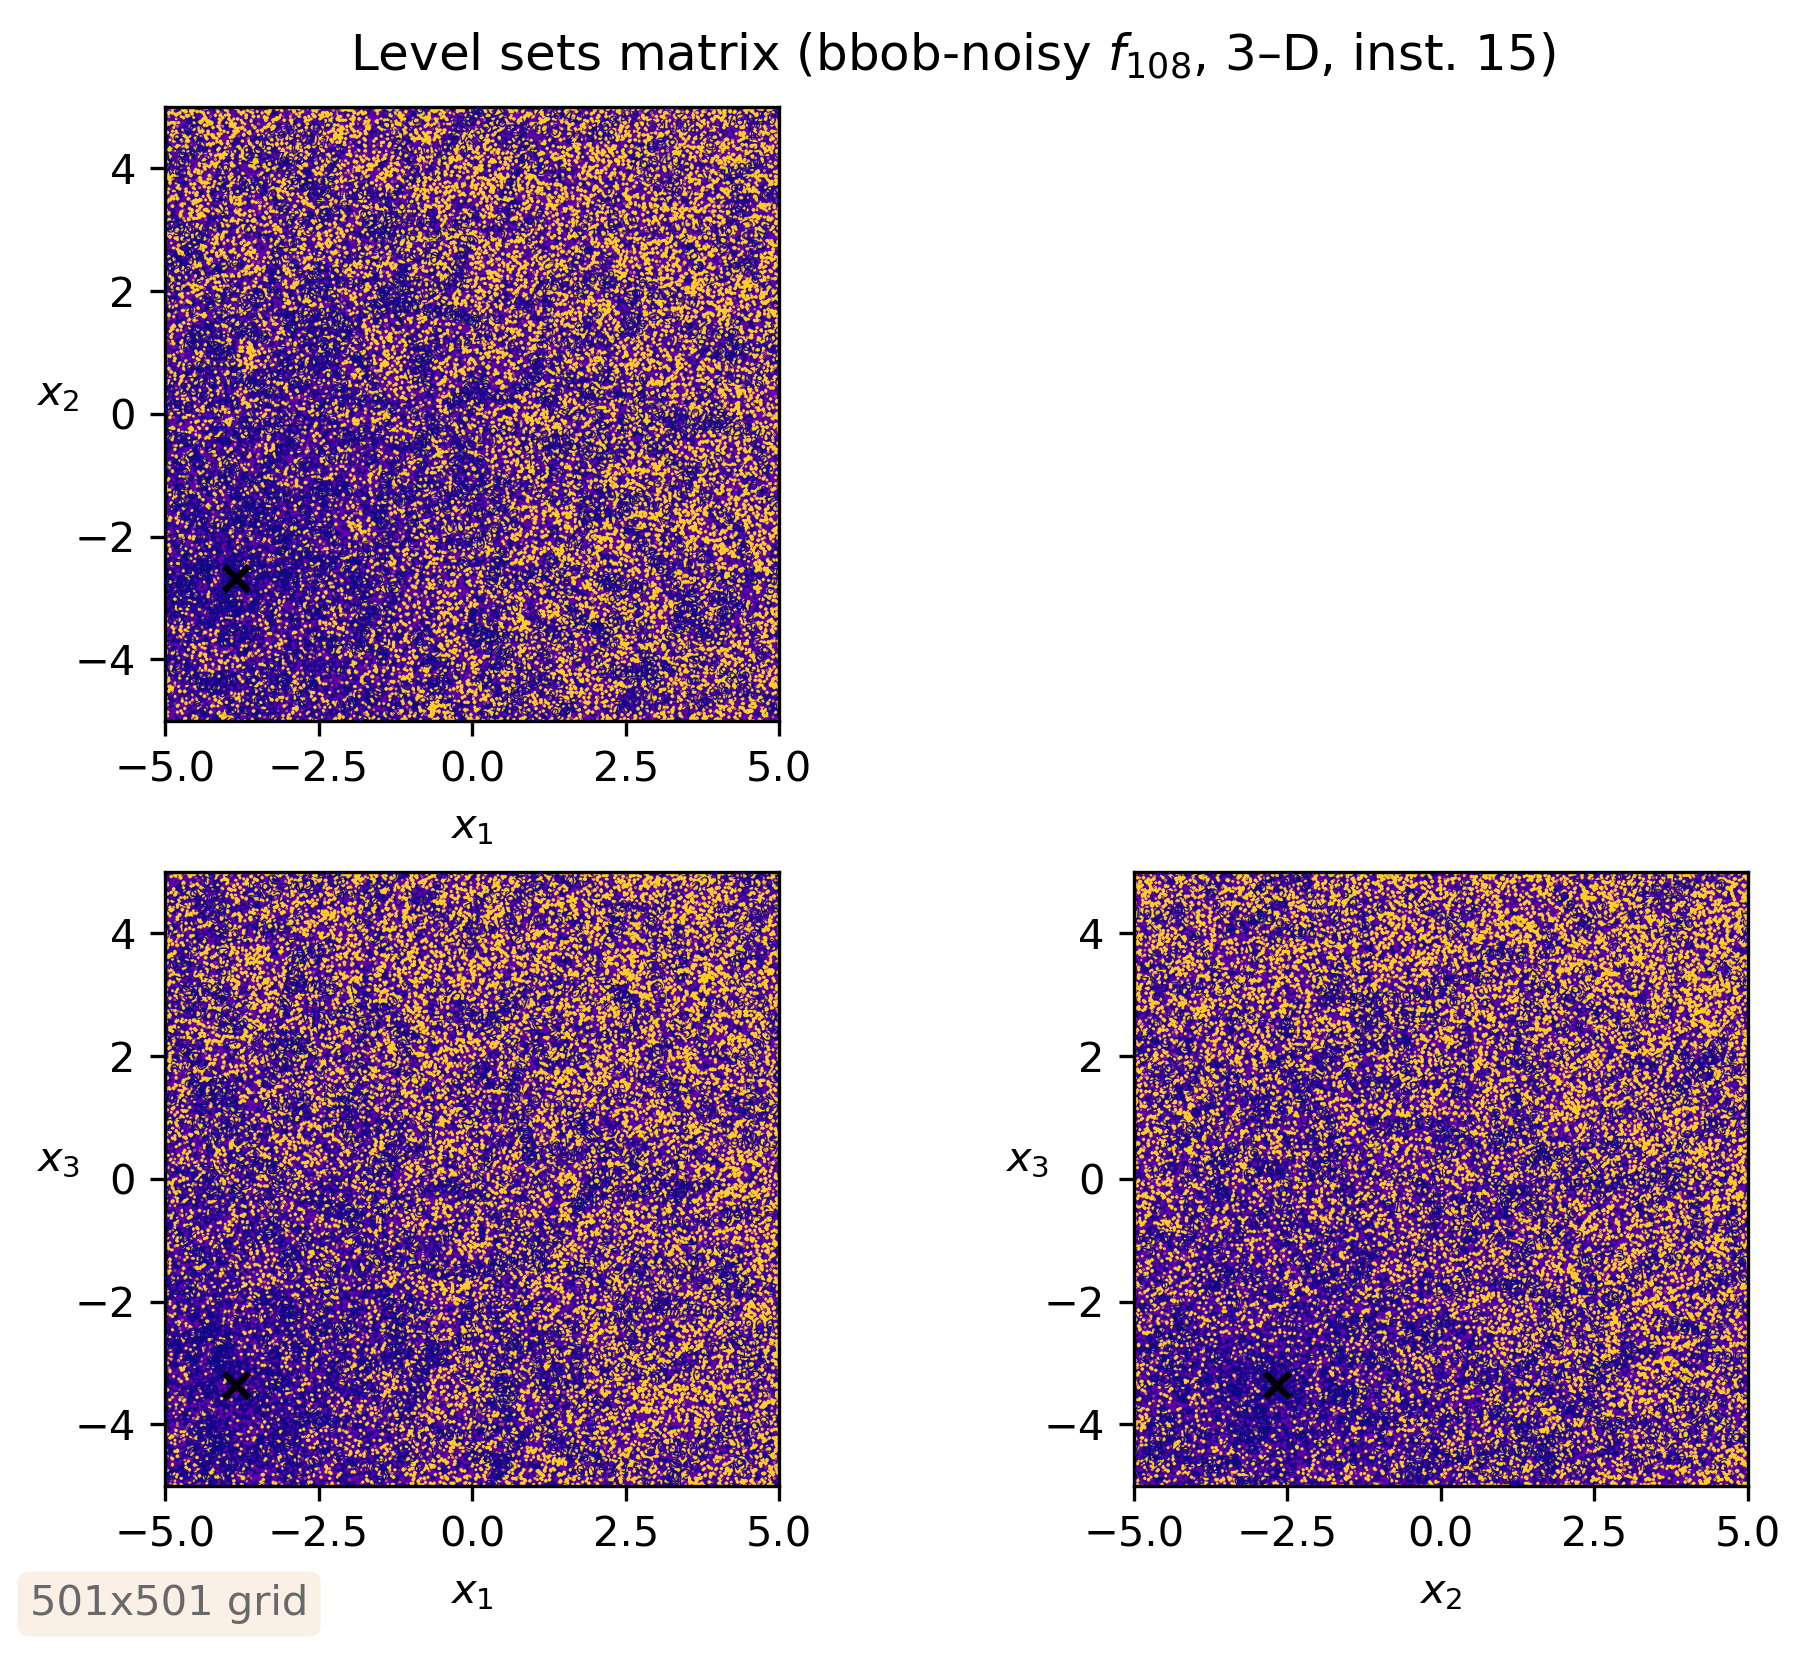 Level sets matrix (bbob-noisy f₁₀₈, 3–D, inst. 15)
4
2
x₂ 0
−2
−4
−5.0 −2.5 0.0 2.5 5.0
x₁
4 4
2 2
x₃ 0 x₃ 0
−2 −2
−4 −4
−5.0 −2.5 0.0 2.5 5.0 −5.0 −2.5 0.0 2.5 5.0
501x501 grid x₁ x₂